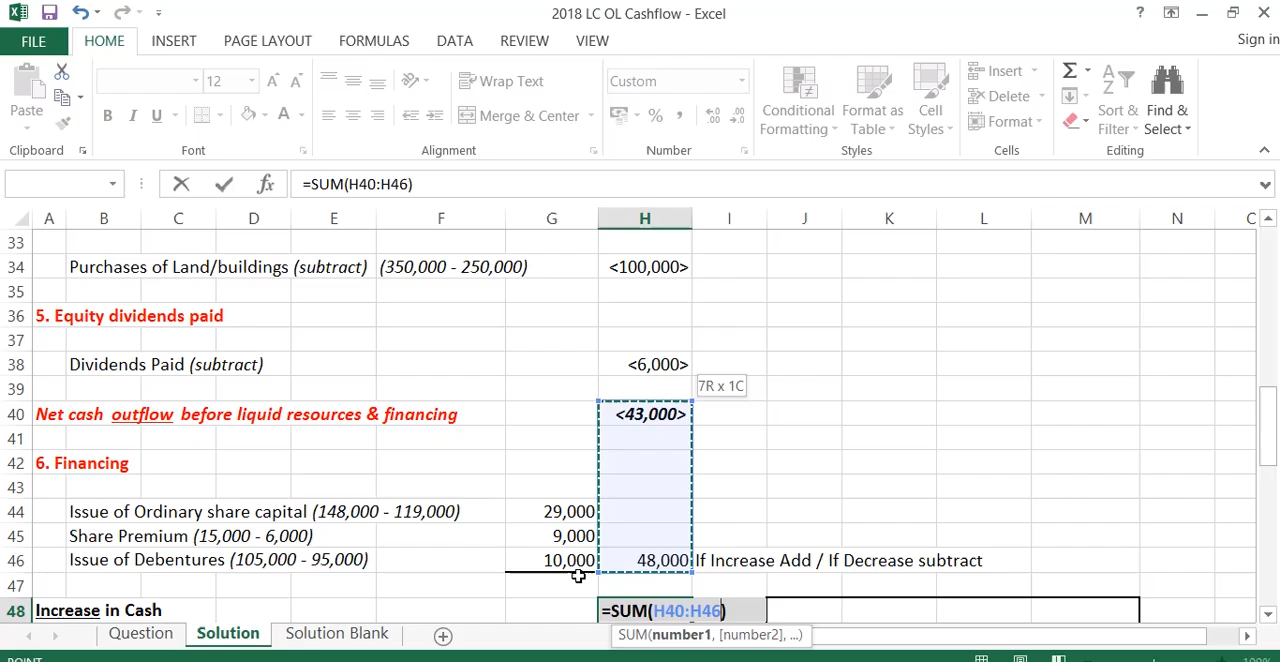 2018 LC OL Cashflow - Excel
? Sign in
FILE HOME INSERT PAGE LAYOUT FORMULAS DATA REVIEW VIEW
12 A A Wrap Text Custom Insert
Paste B I U A Merge & Center % , Conditional Format as Cell Delete Sort & Find &
Formatting Table Styles Format Filter Select
Clipboard Font Alignment Number Styles Cells Editing
fx =SUM(H40:H46)
A B C D E F G H I J K L M N C
33
34 Purchases of Land/buildings (subtract) (350,000 - 250,000) <100,000>
35
36 5. Equity dividends paid
37
38 Dividends Paid (subtract) <6,000>
39 7R x 1C
40 Net cash outflow before liquid resources & financing <43,000>
41
42 6. Financing
43
44 Issue of Ordinary share capital (148,000 - 119,000) 29,000
45 Share Premium (15,000 - 6,000) 9,000
46 Issue of Debentures (105,000 - 95,000) 10,000 48,000 If Increase Add / If Decrease subtract
47
48 Increase in Cash =SUM(H40:H46)
Question Solution Solution Blank SUM(number1, [number2], ...)